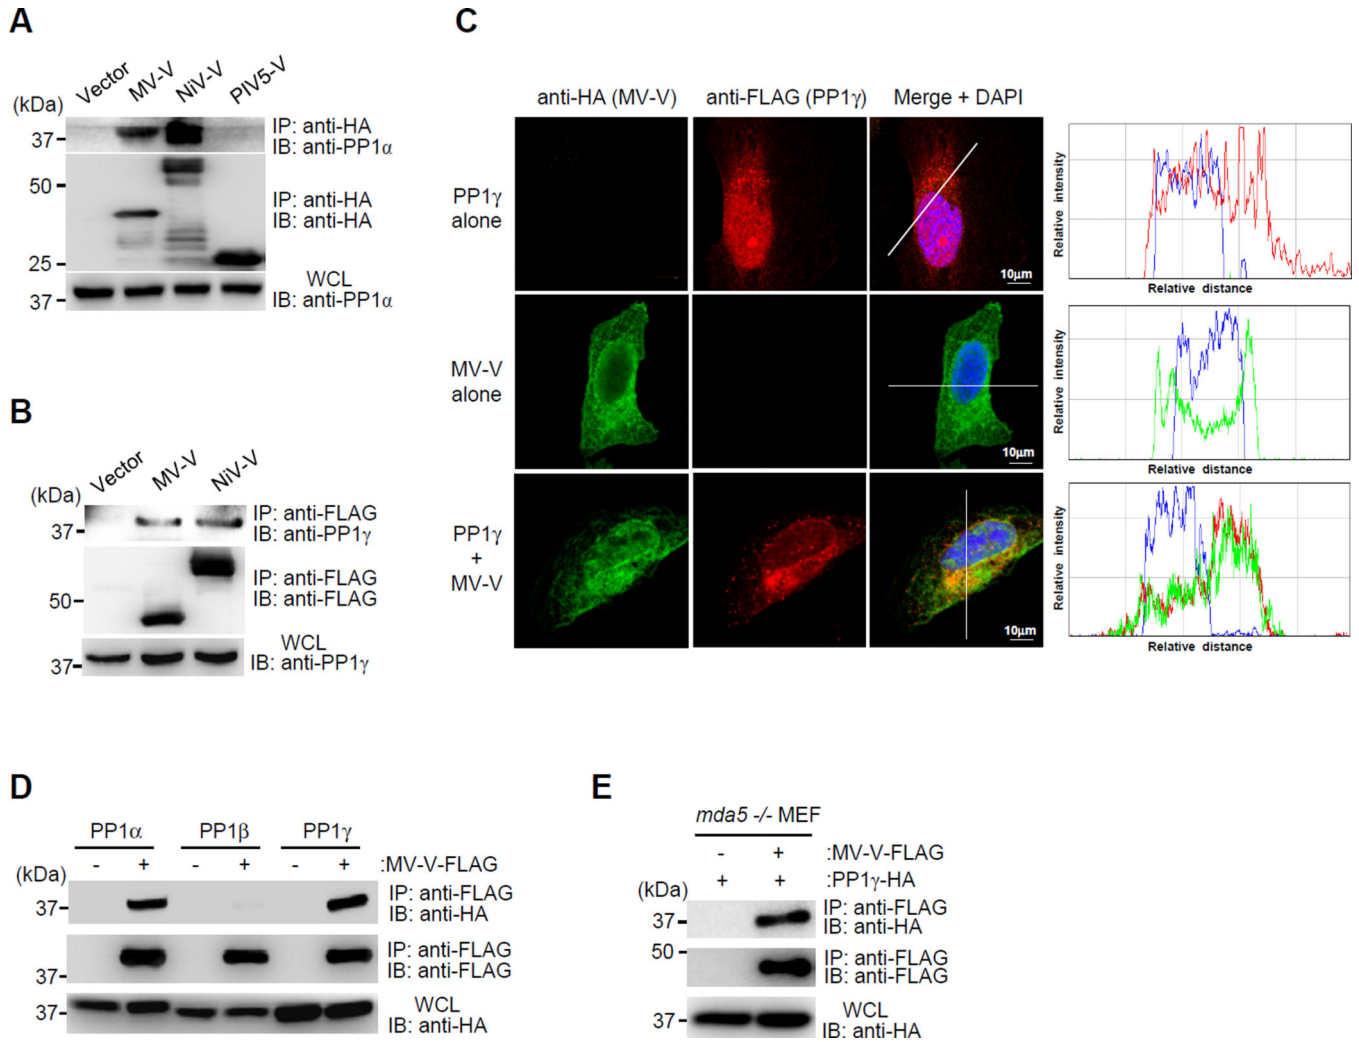 A
Vector
MV-V
NiV-V
PIV5-V
(kDa)
37
IP: anti-HA
IB: anti-PP1α
50
IP: anti-HA
IB: anti-HA
25
37
WCL
IB: anti-PP1α
B
Vector
MV-V
NiV-V
(kDa)
37
IP: anti-FLAG
IB: anti-PP1γ
IP: anti-FLAG
IB: anti-FLAG
50
37
WCL
IB: anti-PP1γ
C
anti-HA (MV-V) anti-FLAG (PP1γ) Merge + DAPI
PP1γ
alone
10μm
Relative intensity
Relative distance
MV-V
alone
10μm
Relative intensity
Relative distance
PP1γ
+
MV-V
10μm
Relative intensity
Relative distance
D
PP1α PP1β PP1γ
- + - + - + :MV-V-FLAG
(kDa)
37
IP: anti-FLAG
IB: anti-HA
37
IP: anti-FLAG
IB: anti-FLAG
37
WCL
IB: anti-HA
E
mda5 -/- MEF
- + :MV-V-FLAG
+ + :PP1γ-HA
(kDa)
37
IP: anti-FLAG
IB: anti-HA
50
IP: anti-FLAG
IB: anti-FLAG
37
WCL
IB: anti-HA